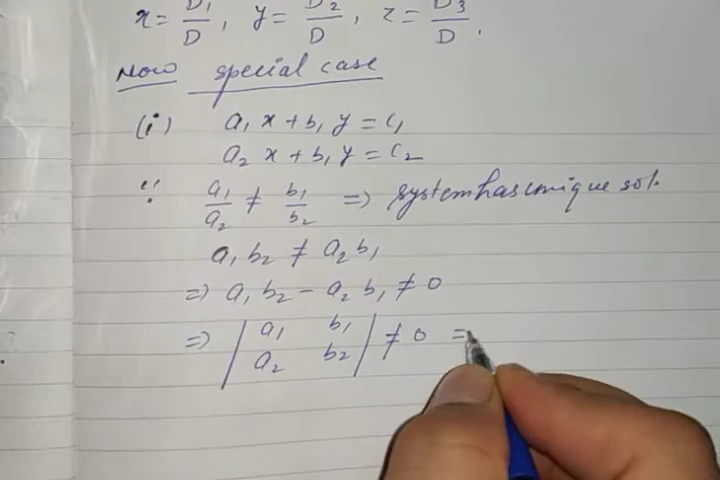 x = D1/D , y = D2/D , z = D3/D .
Now special case
(i) a1 x + b1 y = c1
a2 x + b1 y = c2
∵ a1/a2 ≠ b1/b2 => system has unique sol.
a1 b2 ≠ a2 b1
=> a1 b2 - a2 b1 ≠ 0
=> | a1 b1 | ≠ 0 =
| a2 b2 |